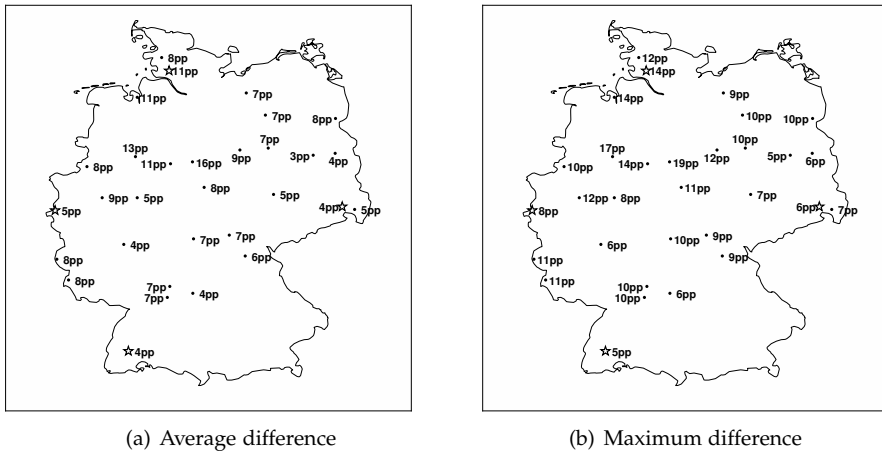 8pp
11pp
11pp
7pp
7pp
8pp
13pp
7pp
8pp
11pp
16pp
9pp
3pp
4pp
8pp
9pp
5pp
5pp
5pp
4pp
5pp
4pp
7pp
7pp
8pp
6pp
8pp
7pp
7pp
4pp
4pp
(a) Average difference
12pp
14pp
14pp
9pp
10pp
10pp
17pp
10pp
10pp
14pp
19pp
12pp
5pp
6pp
11pp
12pp
8pp
7pp
8pp
6pp
7pp
6pp
10pp
9pp
11pp
9pp
11pp
10pp
10pp
6pp
5pp
(b) Maximum difference